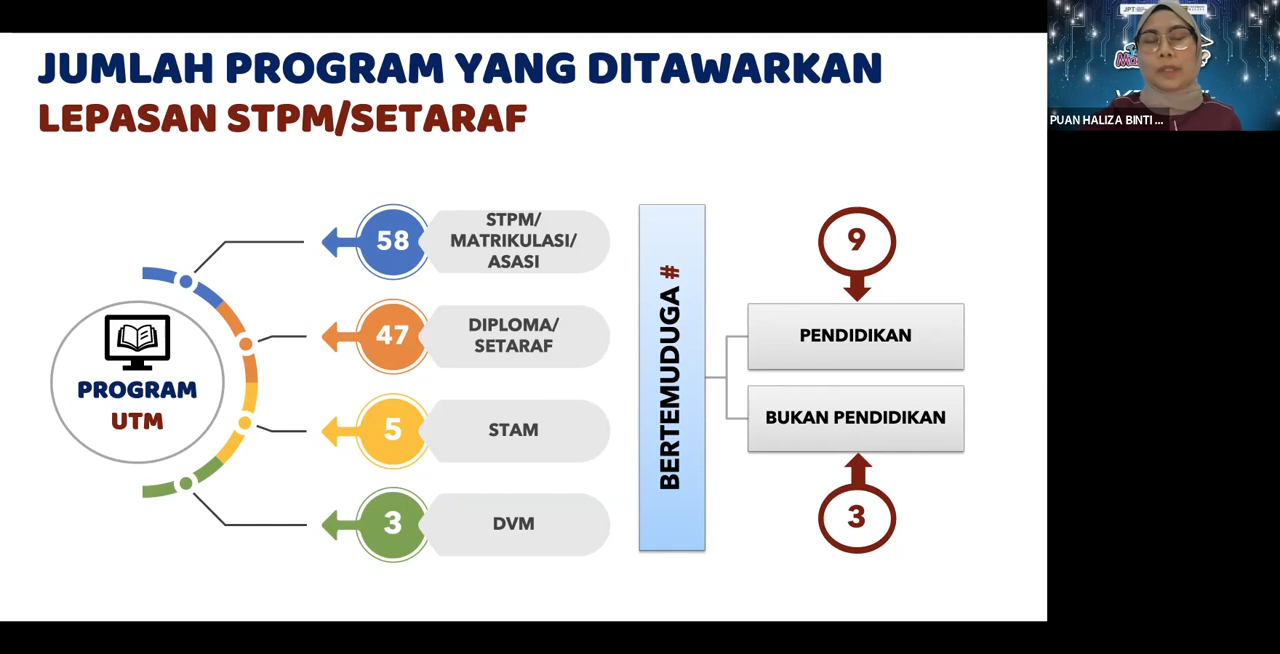 JUMLAH PROGRAM YANG DITAWARKAN
LEPASAN STPM/SETARAF
PROGRAM
UTM
58
STPM/
MATRIKULASI/
ASASI
47
DIPLOMA/
SETARAF
5
STAM
3
DVM
BERTEMUDUGA #
9
PENDIDIKAN
BUKAN PENDIDIKAN
3
JPT
PUAN HALIZA BINTI ...